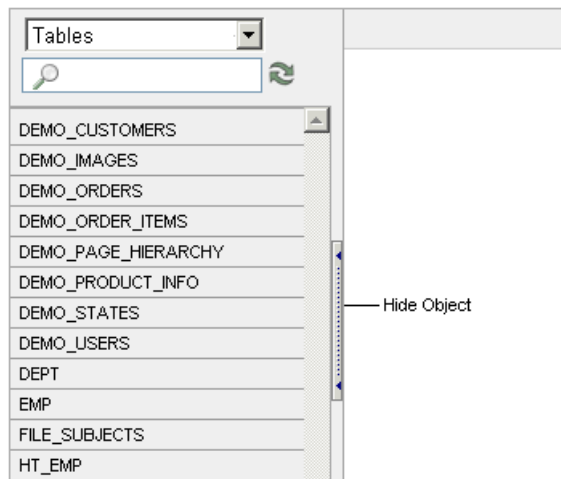 Tables
DEMO_CUSTOMERS
DEMO_IMAGES
DEMO_ORDERS
DEMO_ORDER_ITEMS
DEMO_PAGE_HIERARCHY
DEMO_PRODUCT_INFO
Hide Object
DEMO_STATES
DEMO_USERS
DEPT
EMP
FILE_SUBJECTS
HT_EMP